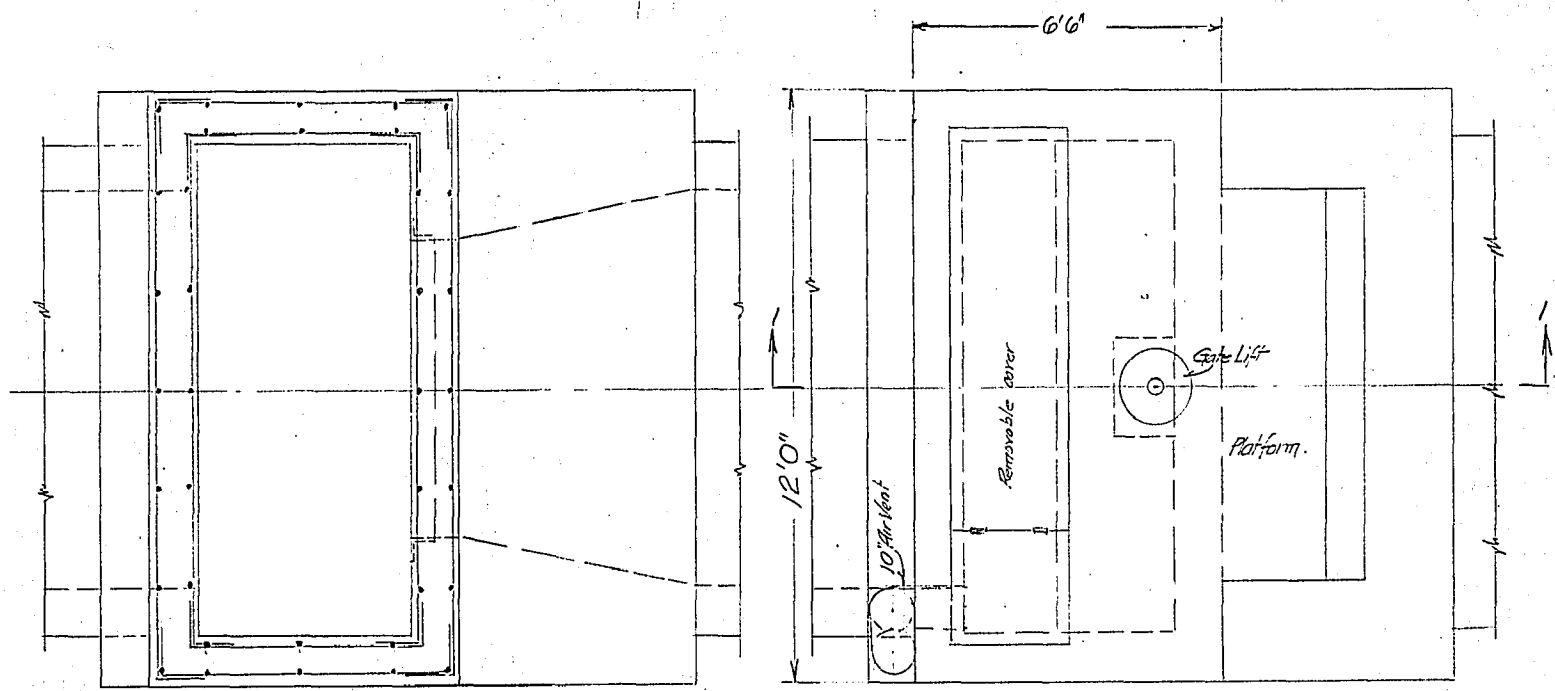 6'6"
Gate Lift
Removable cover
Platform.
12'0"
10" Air Vent
1
1